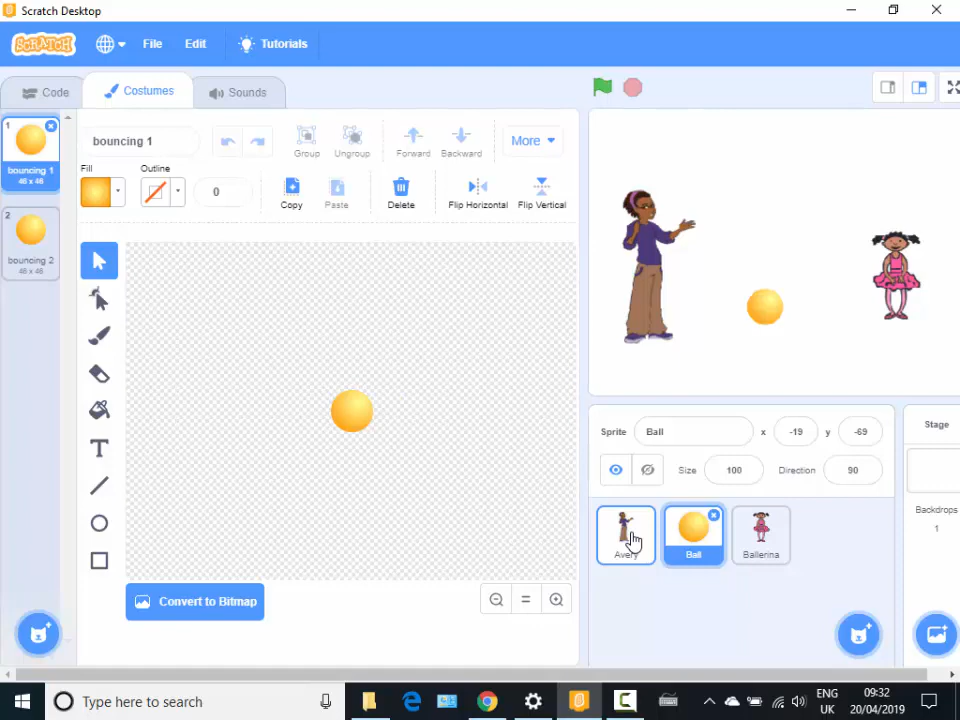 Scratch Desktop
SCRATCH File Edit Tutorials
Code Costumes Sounds
1
bouncing 1
46 x 46
2
bouncing 2
46 x 46
bouncing 1
Group Ungroup Forward Backward More
Fill Outline
0
Copy Paste Delete Flip Horizontal Flip Vertical
T
Convert to Bitmap
Sprite Ball x -19 y -69
Size 100 Direction 90
Avery Ball Ballerina
Stage
Backdrops
1
Type here to search
ENG
UK
09:32
20/04/2019